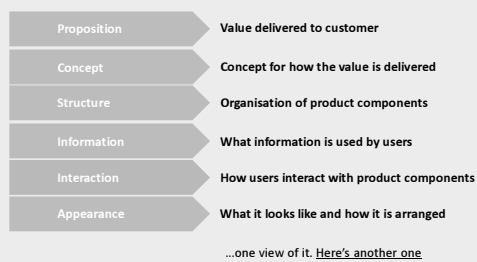 Proposition Value delivered to customer
Concept Concept for how the value is delivered
Structure Organisation of product components
Information What information is used by users
Interaction How users interact with product components
Appearance What it looks like and how it is arranged
...one view of it. Here's another one